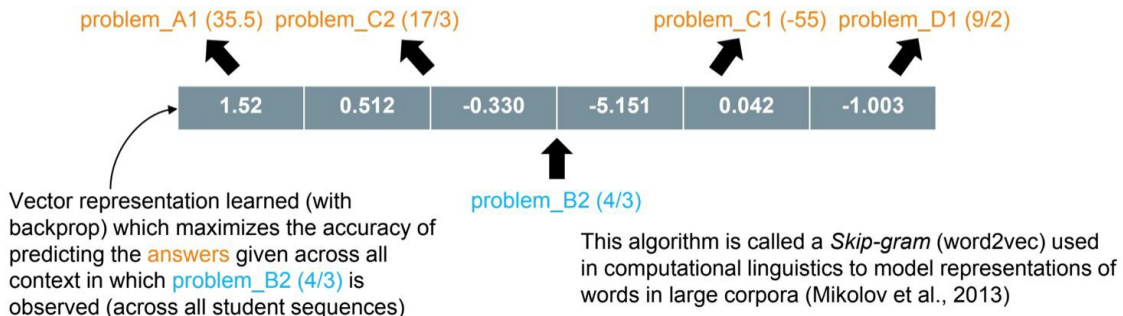 problem_A1 (35.5) problem_C2 (17/3) problem_C1 (-55) problem_D1 (9/2)
1.52 0.512 -0.330 -5.151 0.042 -1.003
problem_B2 (4/3)
Vector representation learned (with
backprop) which maximizes the accuracy of
predicting the answers given across all
context in which problem_B2 (4/3) is
observed (across all student sequences)
This algorithm is called a Skip-gram (word2vec) used
in computational linguistics to model representations of
words in large corpora (Mikolov et al., 2013)